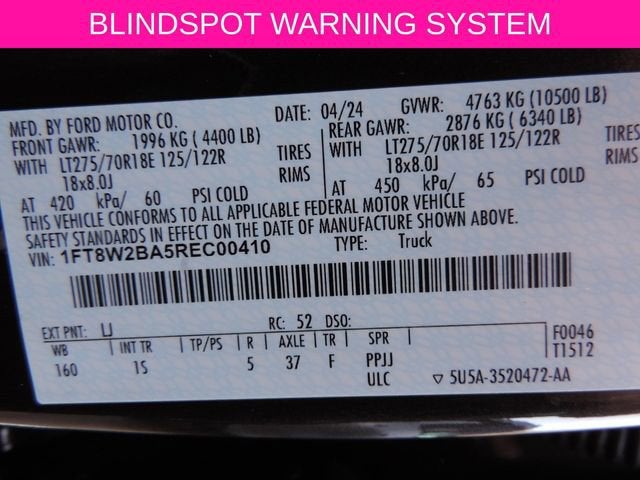 BLINDSPOT WARNING SYSTEM
MFD. BY FORD MOTOR CO. DATE: 04/24 GVWR: 4763 KG (10500 LB)
FRONT GAWR: 1996 KG ( 4400 LB) REAR GAWR: 2876 KG ( 6340 LB)
WITH LT275/70R18E 125/122R TIRES WITH LT275/70R18E 125/122R TIRES
18x8.0J RIMS 18x8.0J RIMS
AT 420 kPa/ 60 PSI COLD AT 450 kPa/ 65 PSI COLD
THIS VEHICLE CONFORMS TO ALL APPLICABLE FEDERAL MOTOR VEHICLE
SAFETY STANDARDS IN EFFECT ON THE DATE OF MANUFACTURE SHOWN ABOVE.
VIN: 1FT8W2BA5REC00410 TYPE: Truck
EXT PNT: UJ RC: 52 DSO: F0046
WB INT TR TP/PS R AXLE TR SPR T1512
160 1S 5 37 F PPJJ
ULC ▽ 5U5A-3520472-AA